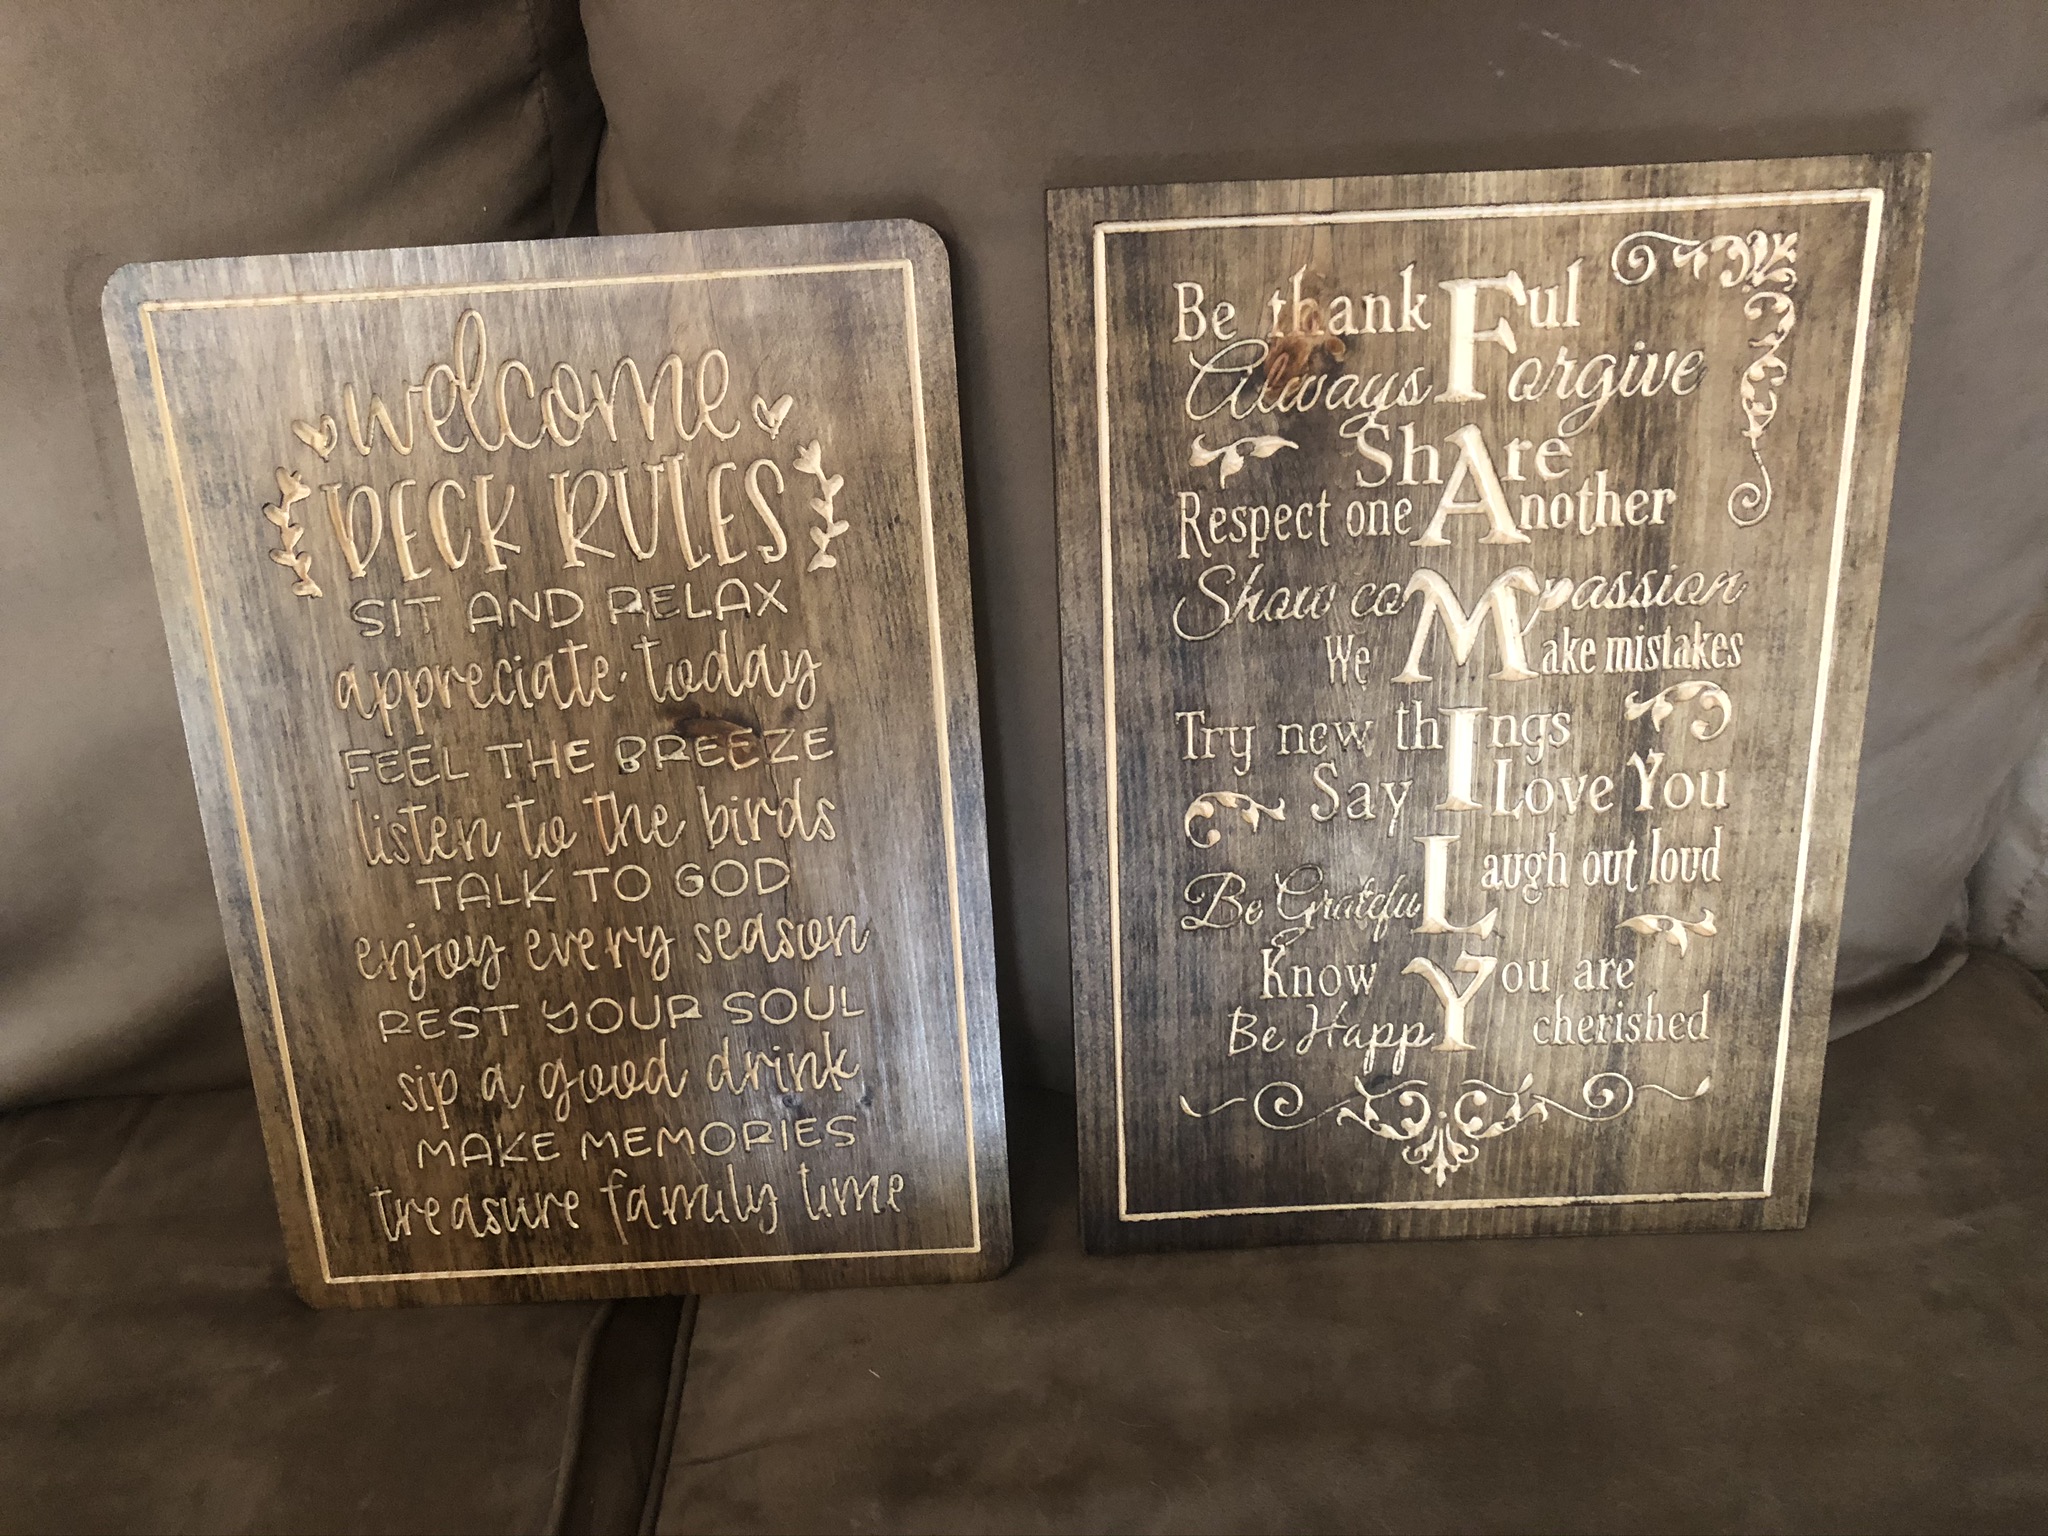 welcome
DECK RULES
SIT AND RELAX
appreciate today
FEEL THE BREEZE
listen to the birds
TALK TO GOD
enjoy every season
REST YOUR SOUL
sip a good drink
MAKE MEMORIES
treasure family time
Be thankFul
Always Forgive
ShAre
Respect one Another
Show coMpassion
We Make mistakes
Try new thIngs
Say I Love You
Laugh out loud
Be GratefuL
Know You are
cherished
Be HappY